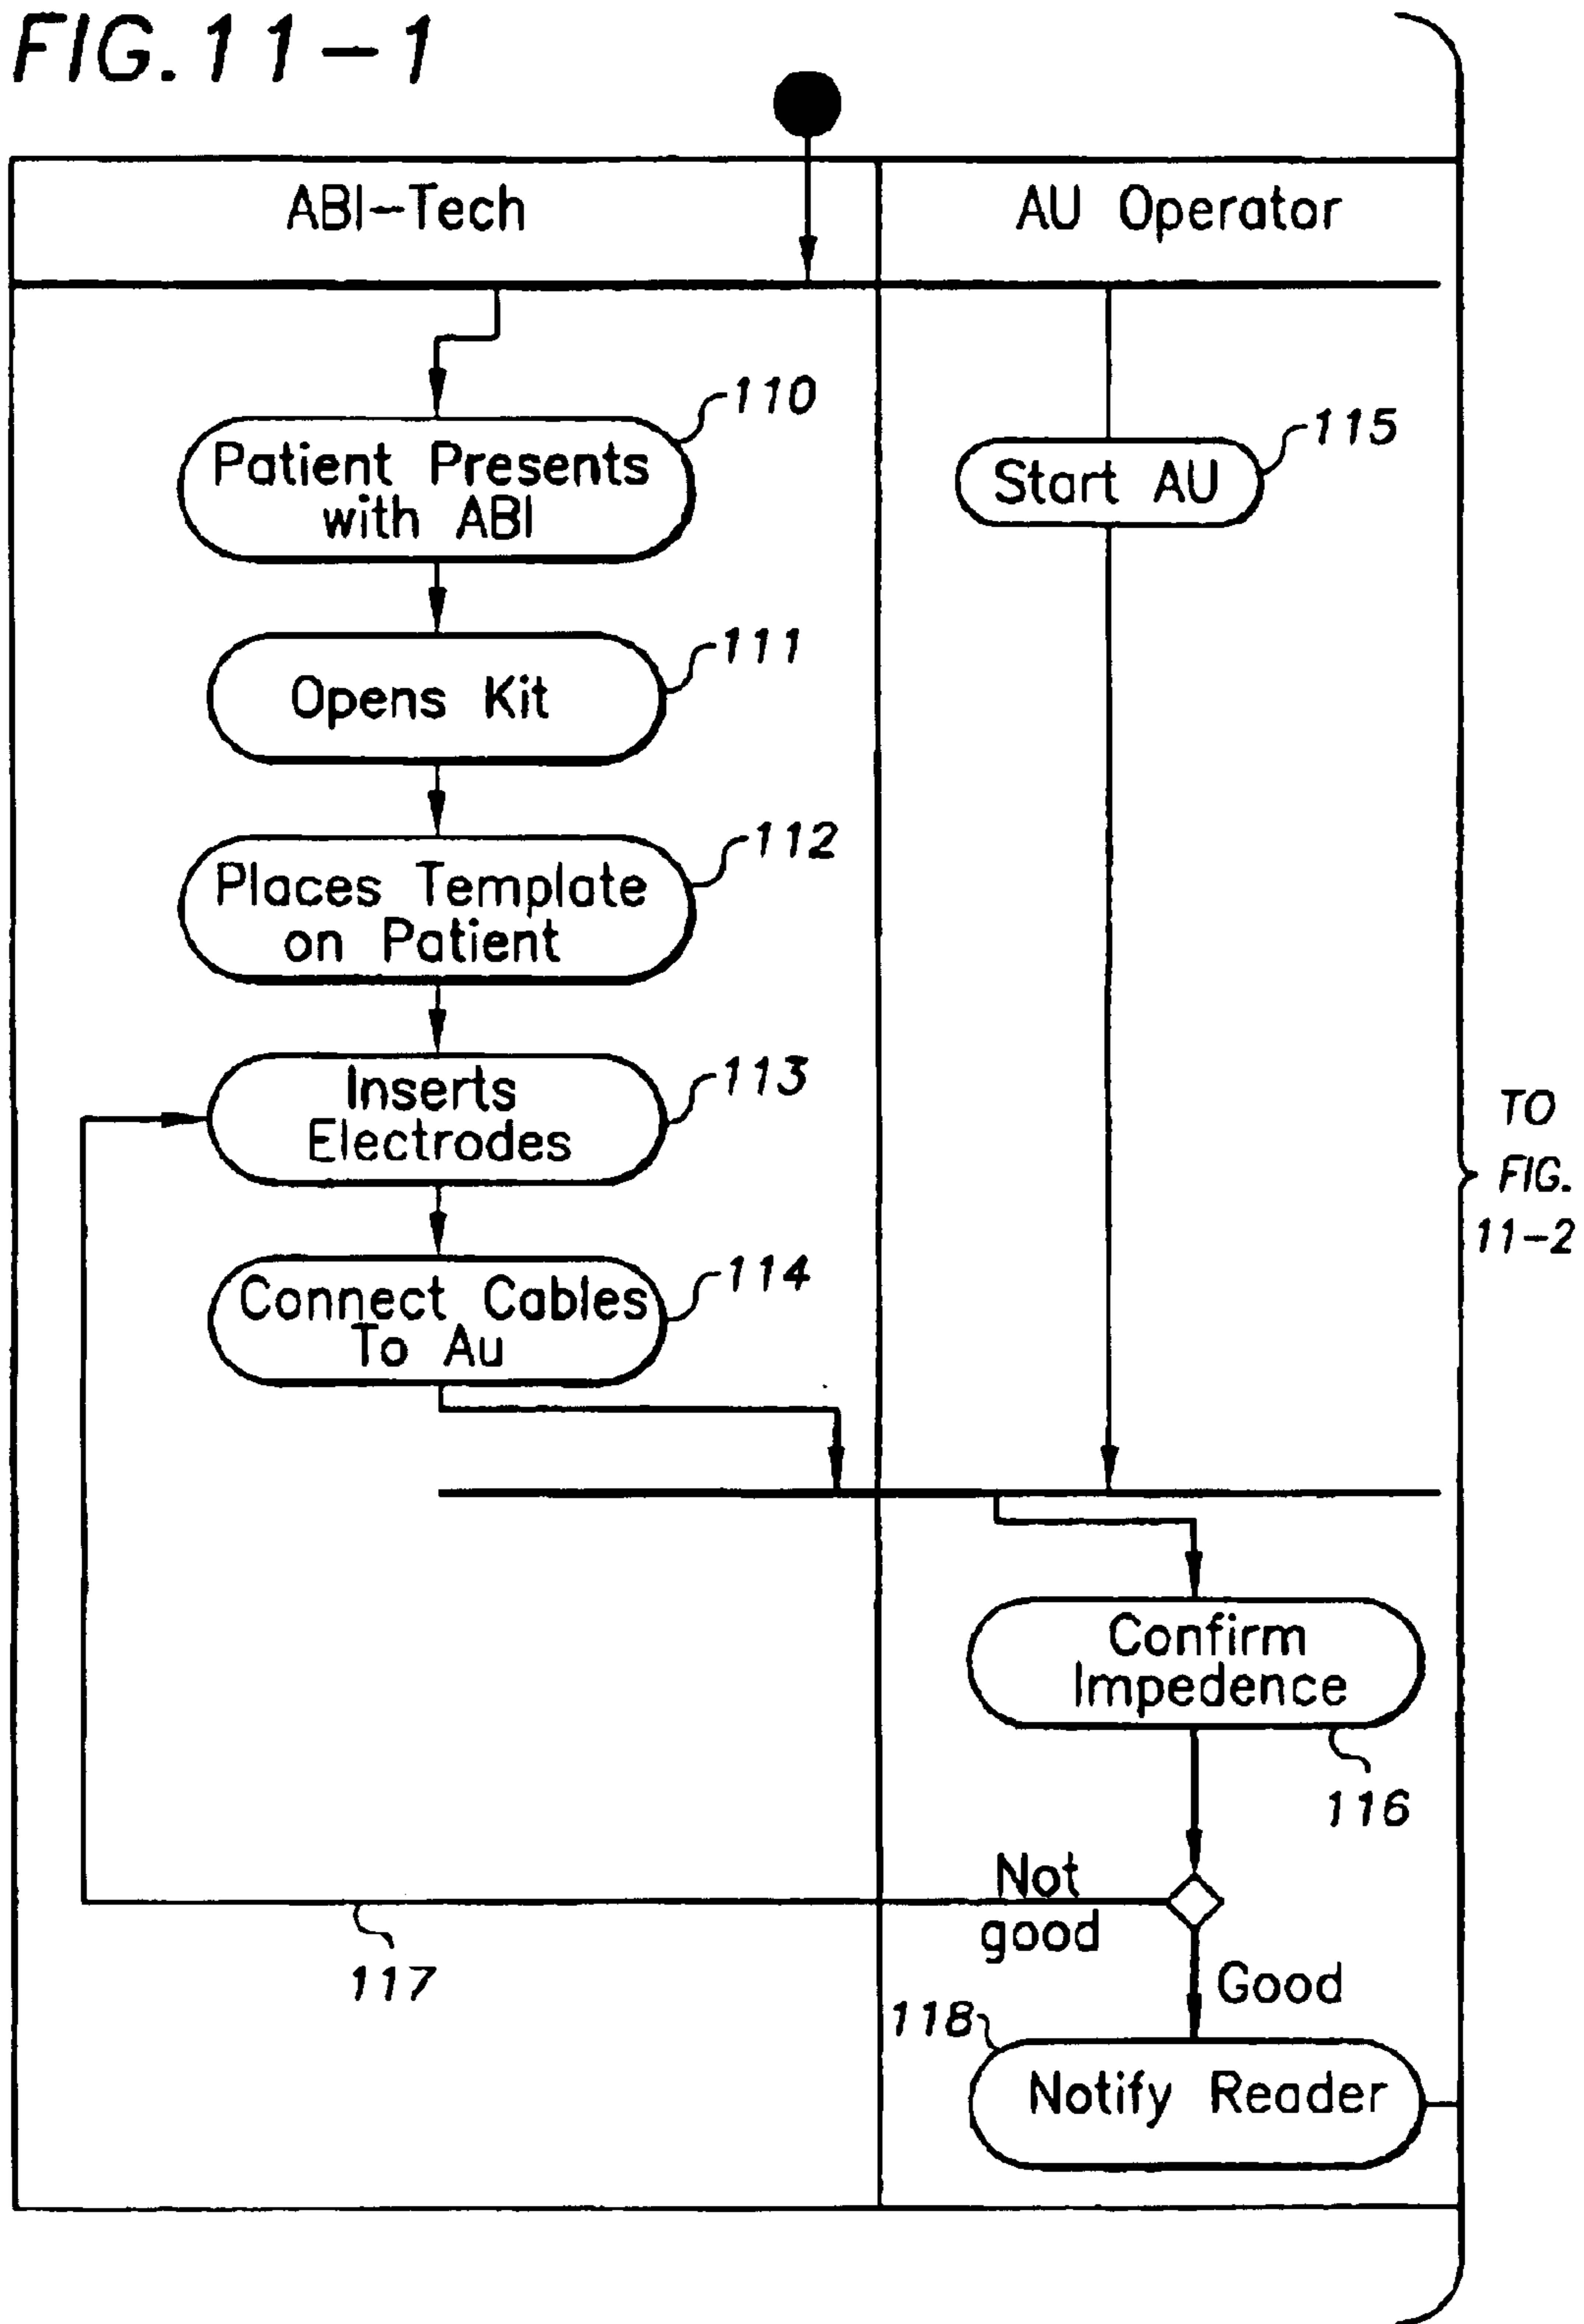 FIG. 11-1
ABI-Tech
AU Operator
110
Patient Presents
with ABI
115
Start AU
111
Opens Kit
112
Places Template
on Patient
113
Inserts
Electrodes
TO
FIG.
11-2
114
Connect Cables
To Au
Confirm
Impedence
116
Not
good
117
Good
118
Notify Reader